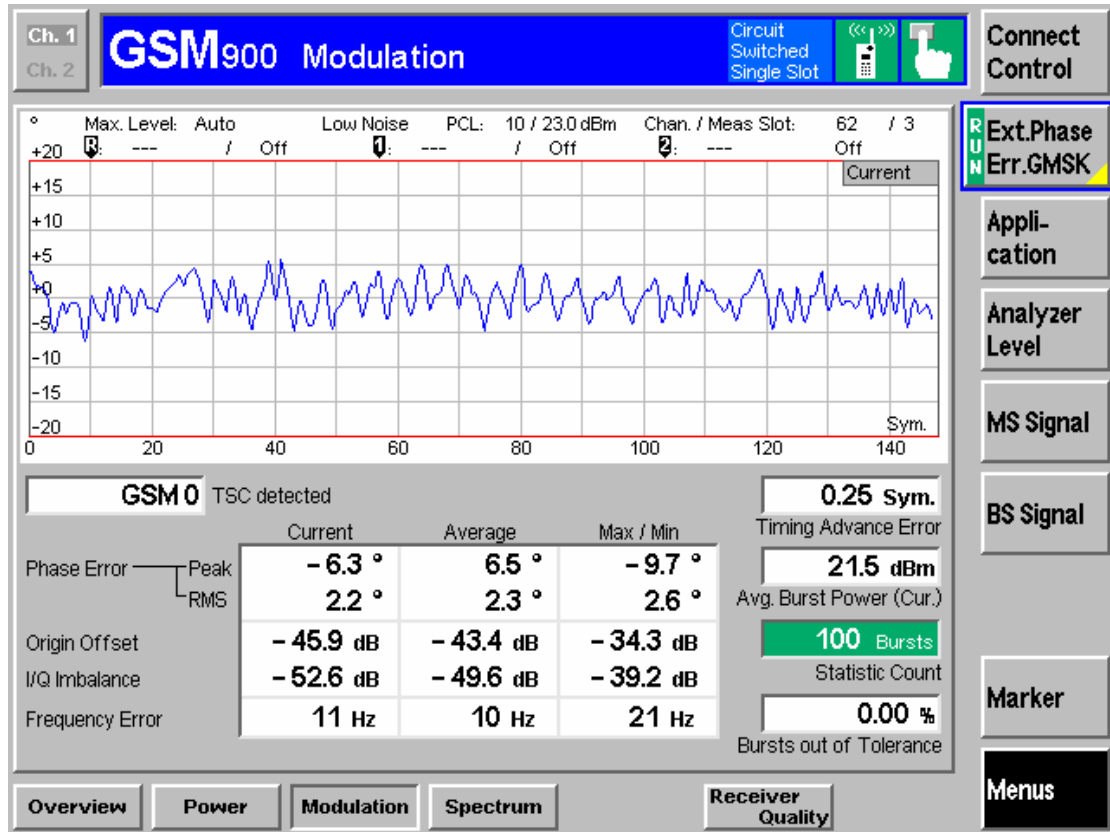 Ch. 1
Ch. 2
GSM900 Modulation
Circuit
Switched
Single Slot
Connect
Control
° Max. Level: Auto Low Noise PCL: 10 / 23.0 dBm Chan. / Meas Slot: 62 / 3
R: --- / Off 1: --- / Off 2: --- Off
Current
+20
+15
+10
+5
+0
-5
-10
-15
-20
Sym.
0 20 40 60 80 100 120 140
RUN
Ext.Phase
Err.GMSK
Appli-
cation
Analyzer
Level
MS Signal
BS Signal
Marker
Menus
GSM 0 TSC detected
Current Average Max / Min
Phase Error Peak - 6.3 ° 6.5 ° - 9.7 °
RMS 2.2 ° 2.3 ° 2.6 °
Origin Offset - 45.9 dB - 43.4 dB - 34.3 dB
I/Q Imbalance - 52.6 dB - 49.6 dB - 39.2 dB
Frequency Error 11 Hz 10 Hz 21 Hz
0.25 Sym.
Timing Advance Error
21.5 dBm
Avg. Burst Power (Cur.)
100 Bursts
Statistic Count
0.00 %
Bursts out of Tolerance
Overview Power Modulation Spectrum
Receiver
Quality